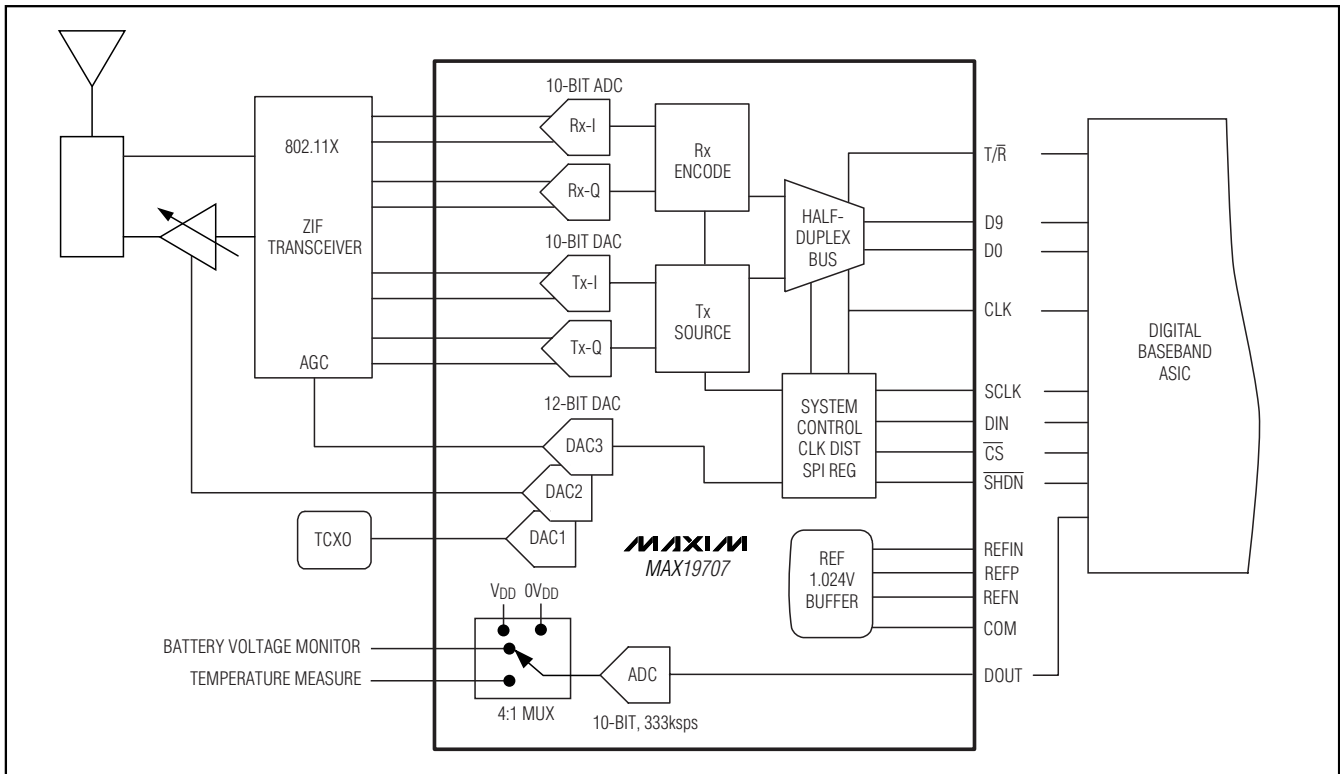 10-BIT ADC
802.11X
ZIF
TRANSCEIVER
AGC
Rx-I
Rx-Q
10-BIT DAC
Tx-I
Tx-Q
Rx
ENCODE
Tx
SOURCE
HALF-
DUPLEX
BUS
T/R̅
D9
D0
CLK
DIGITAL
BASEBAND
ASIC
12-BIT DAC
DAC3
DAC2
DAC1
TCXO
SYSTEM
CONTROL
CLK DIST
SPI REG
SCLK
DIN
C̅S̅
S̅H̅D̅N̅
MAXIM
MAX19707
REF
1.024V
BUFFER
REFIN
REFP
REFN
COM
VDD 0VDD
BATTERY VOLTAGE MONITOR
TEMPERATURE MEASURE
4:1 MUX
ADC
10-BIT, 333ksps
DOUT